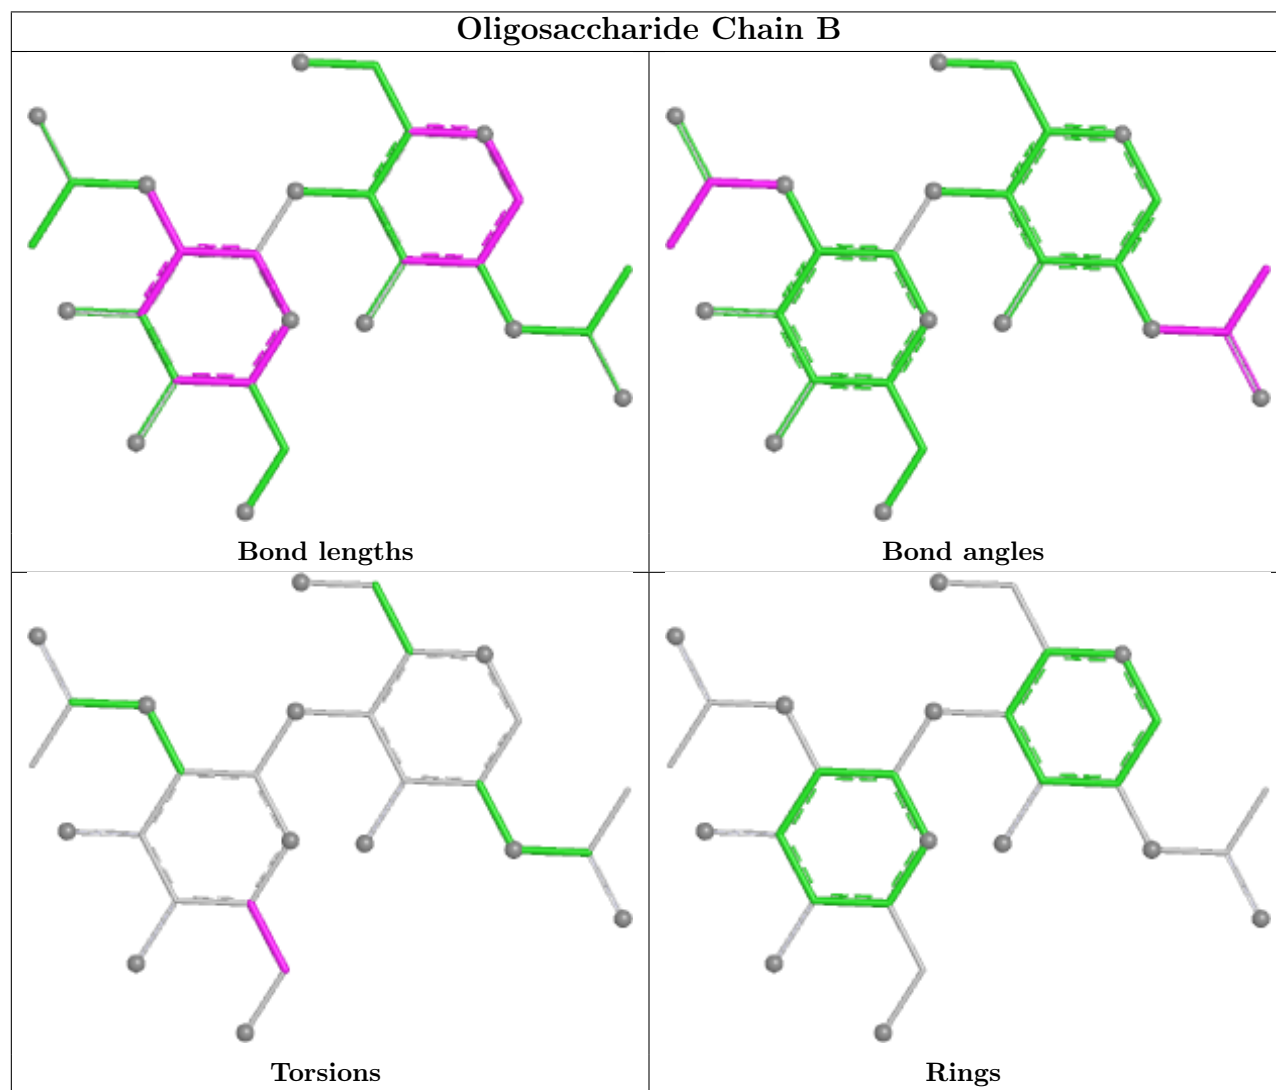 Oligosaccharide Chain B
Bond lengths
Bond angles
Torsions
Rings